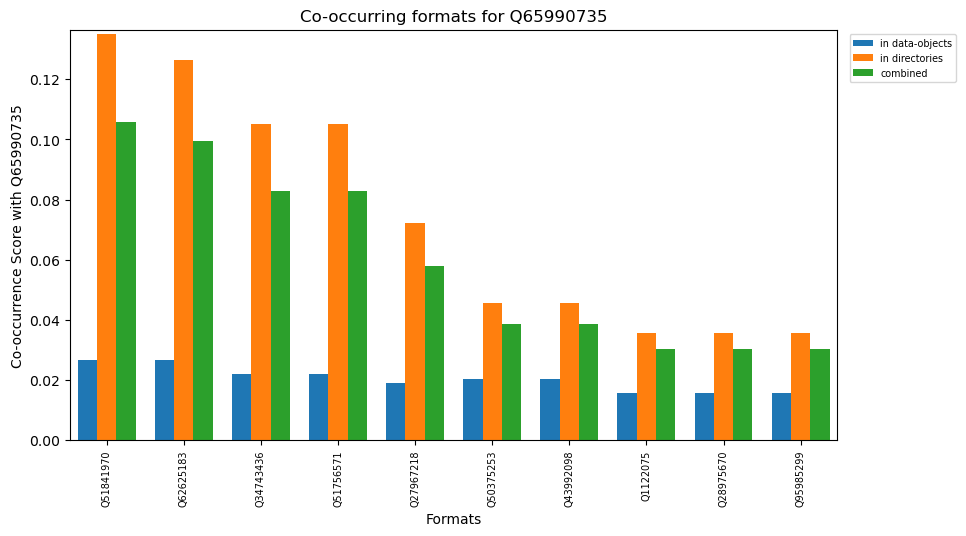 Co-occurring formats for Q65990735
in data-objects
in directories
combined
Co-occurrence Score with Q65990735
0.12
0.10
0.08
0.06
0.04
0.02
0.00
Q51841970
Q62625183
Q34743436
Q51756571
Q27967218
Q50375253
Q43992098
Q1122075
Q28975670
Q95985299
Formats